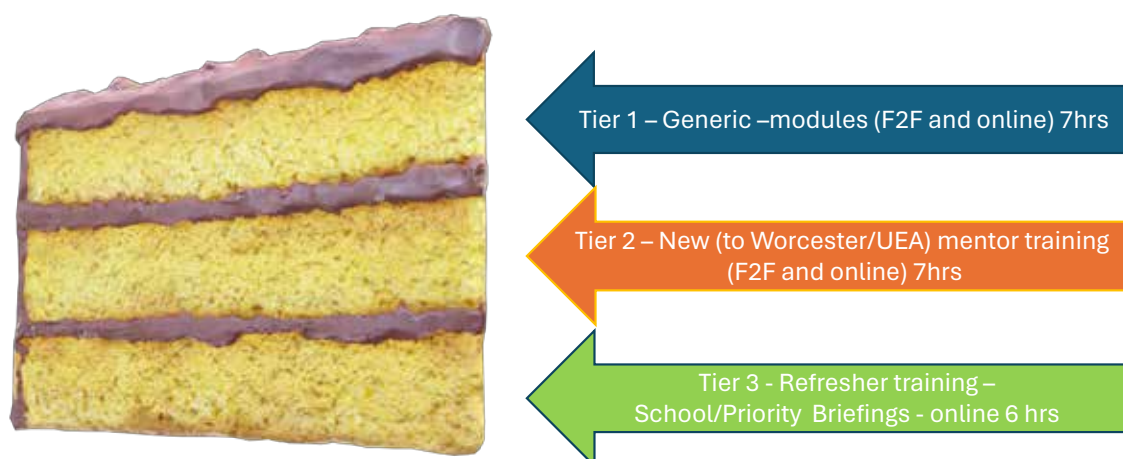 Tier 1 – Generic –modules (F2F and online) 7hrs
Tier 2 – New (to Worcester/UEA) mentor training
(F2F and online) 7hrs
Tier 3 - Refresher training –
School/Priority Briefings - online 6 hrs